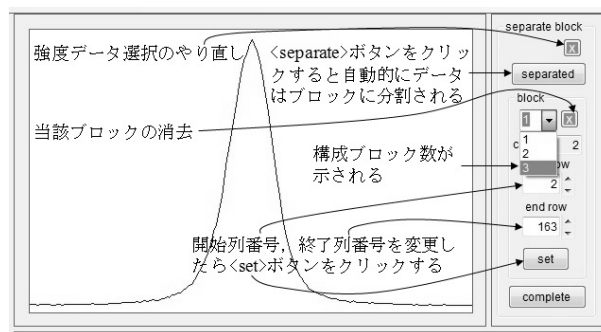 強度データ選択のやり直し
<separate>ボタンをクリッ
クすると自動的にデータ
はブロックに分割される
当該ブロックの消去
構成ブロック数が
示される
開始列番号，終了列番号を変更し
たら<set>ボタンをクリックする
separate block
X
separated
block
1
X
1
2
3
2
2
end row
163
set
complete